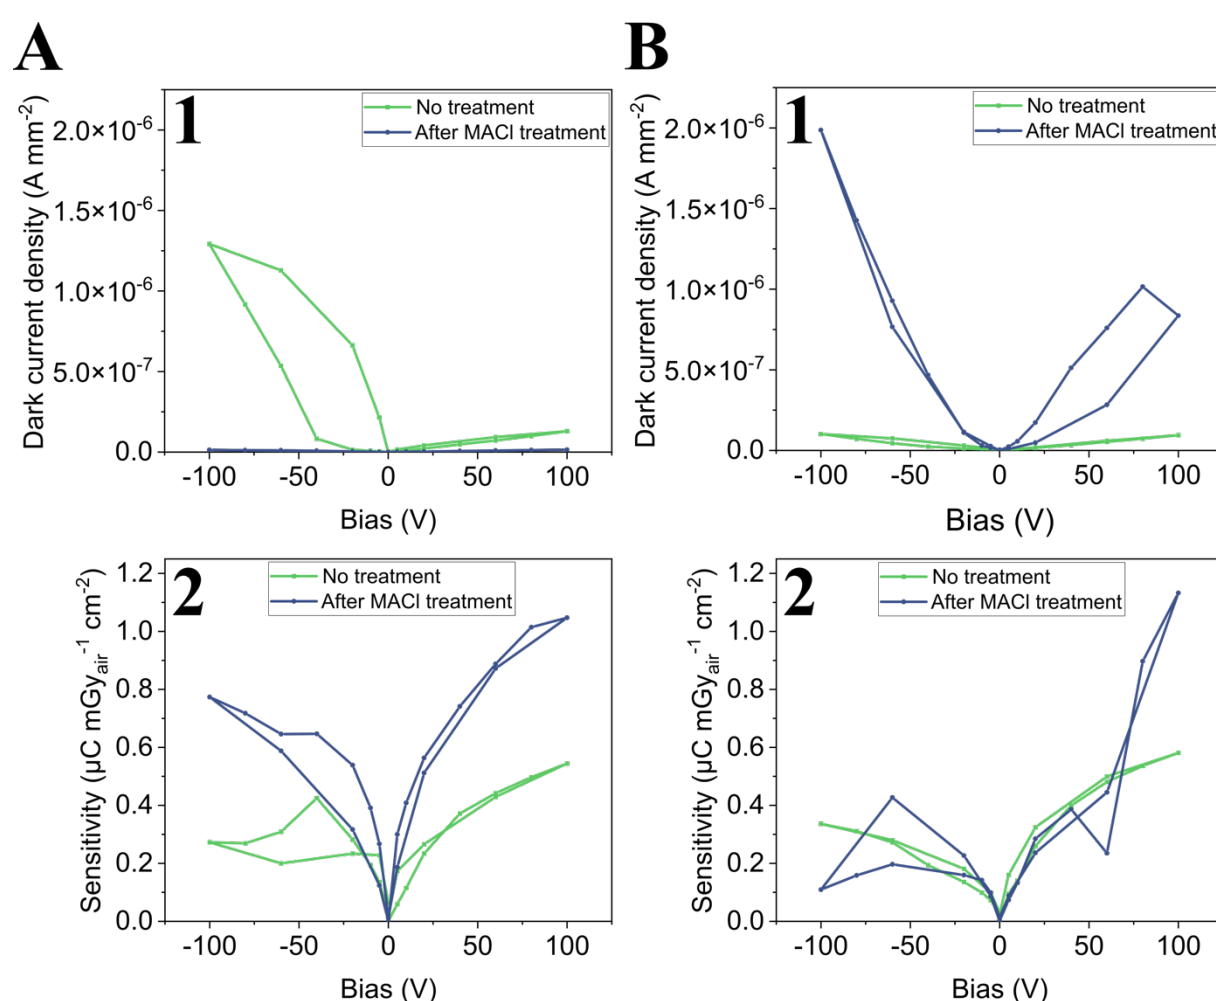 A
B
1
No treatment
After MACl treatment
Dark current density (A mm⁻²)
2.0×10⁻⁶
1.5×10⁻⁶
1.0×10⁻⁶
5.0×10⁻⁷
0.0
-100
-50
0
50
100
Bias (V)
1
No treatment
After MACl treatment
Dark current density (A mm⁻²)
2.0×10⁻⁶
1.5×10⁻⁶
1.0×10⁻⁶
5.0×10⁻⁷
0.0
-100
-50
0
50
100
Bias (V)
2
No treatment
After MACl treatment
Sensitivity (µC mGyair⁻¹ cm⁻²)
1.2
1.0
0.8
0.6
0.4
0.2
0.0
-100
-50
0
50
100
Bias (V)
2
No treatment
After MACl treatment
Sensitivity (µC mGyair⁻¹ cm⁻²)
1.2
1.0
0.8
0.6
0.4
0.2
0.0
-100
-50
0
50
100
Bias (V)